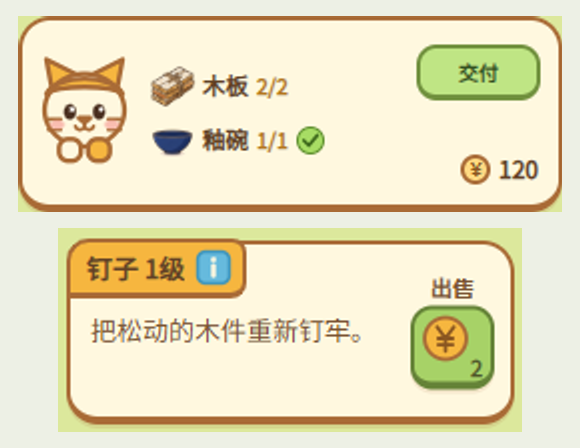 木板 2/2
交付
釉碗 1/1
¥ 120
钉子 1级 i
出售
把松动的木件重新钉牢。
¥
2